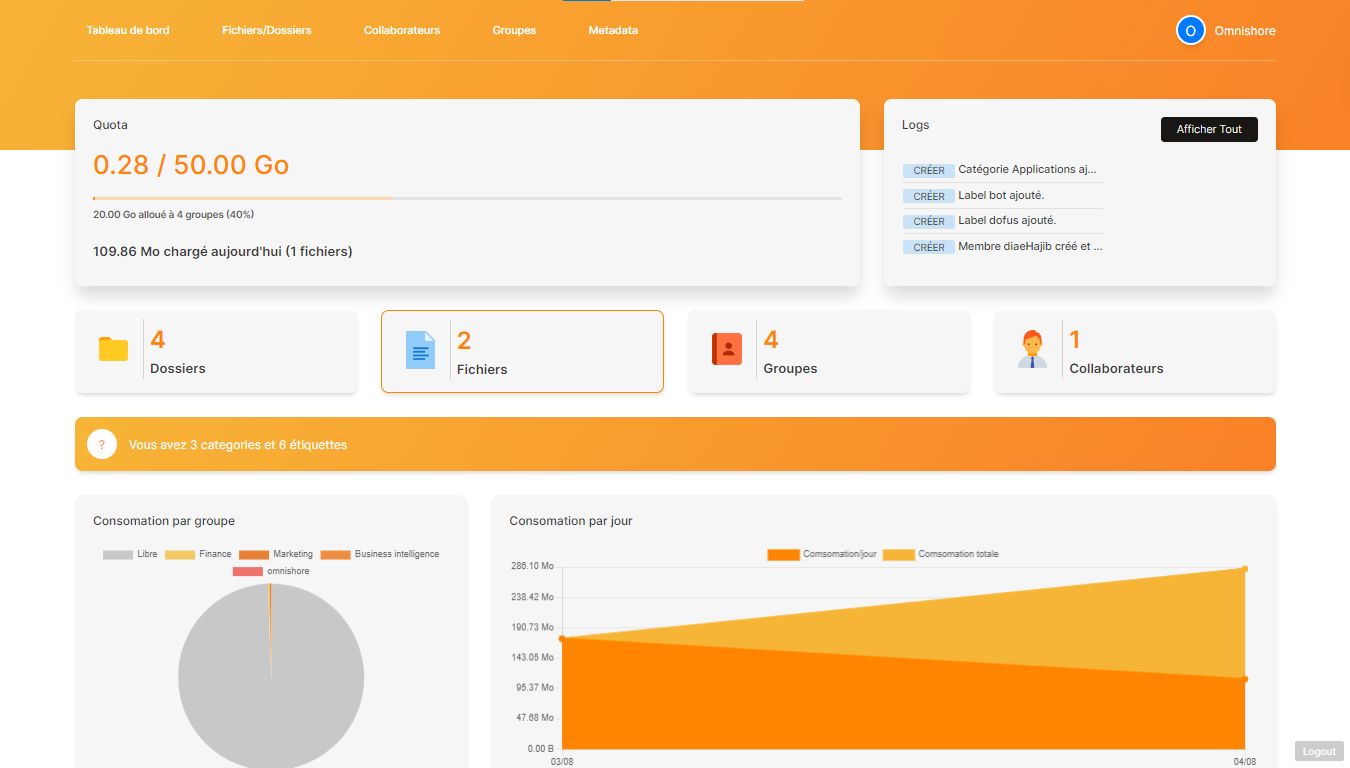 Tableau de bord
Fichiers/Dossiers
Collaborateurs
Groupes
Metadata
O
Omnishore
Quota
0.28 / 50.00 Go
20.00 Go alloué à 4 groupes (40%)
109.86 Mo chargé aujourd'hui (1 fichiers)
Logs
Afficher Tout
CRÉER Catégorie Applications aj...
CRÉER Label bot ajouté.
CRÉER Label dofus ajouté.
CRÉER Membre diaeHajib créé et ...
4
Dossiers
2
Fichiers
4
Groupes
1
Collaborateurs
? Vous avez 3 categories et 6 étiquettes
Consomation par groupe
Libre Finance Marketing Business intelligence
omnishore
Consomation par jour
Comsomation/jour Comsomation totale
286.10 Mo
238.42 Mo
190.73 Mo
143.05 Mo
95.37 Mo
47.68 Mo
0.00 B
03/08
04/08
Logout